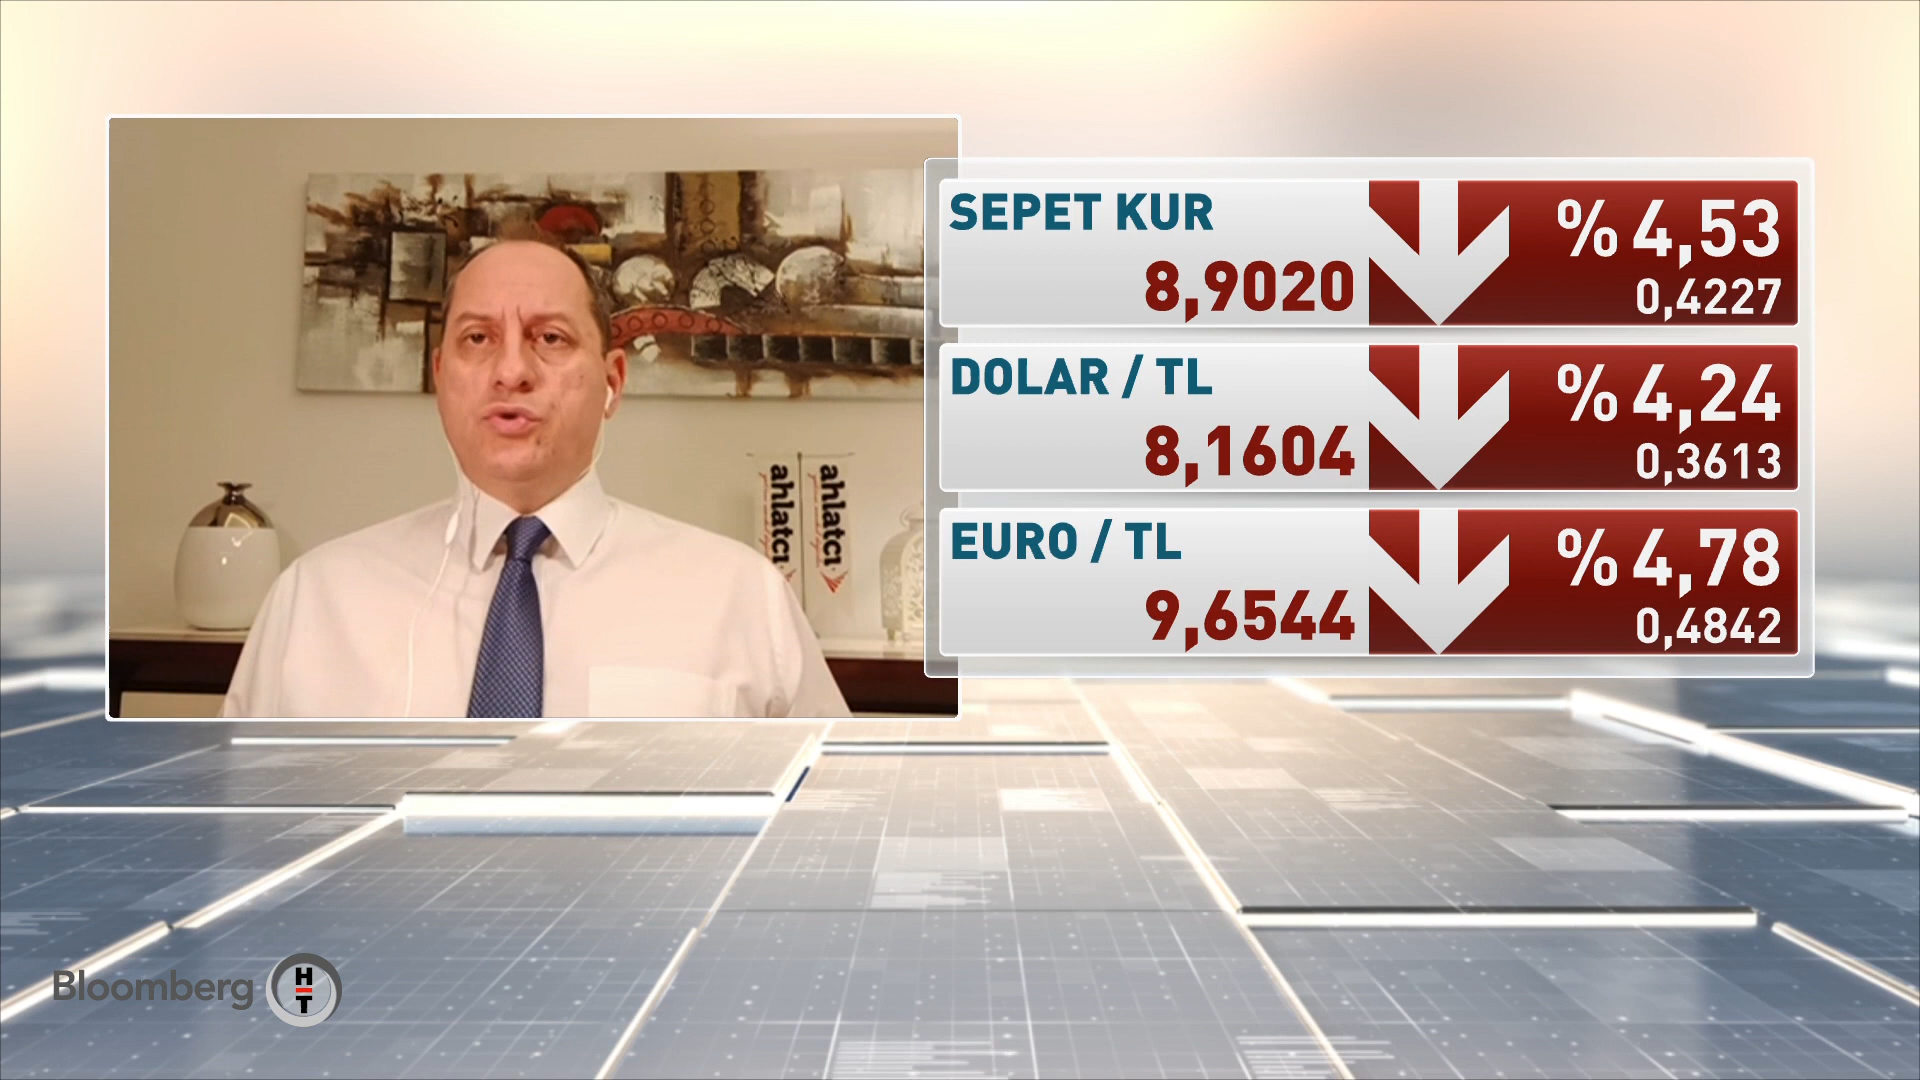 SEPET KUR
8,9020
% 4,53
0,4227
DOLAR / TL
8,1604
% 4,24
0,3613
EURO / TL
9,6544
% 4,78
0,4842
ahlatcı
ahlatcı
Bloomberg HT